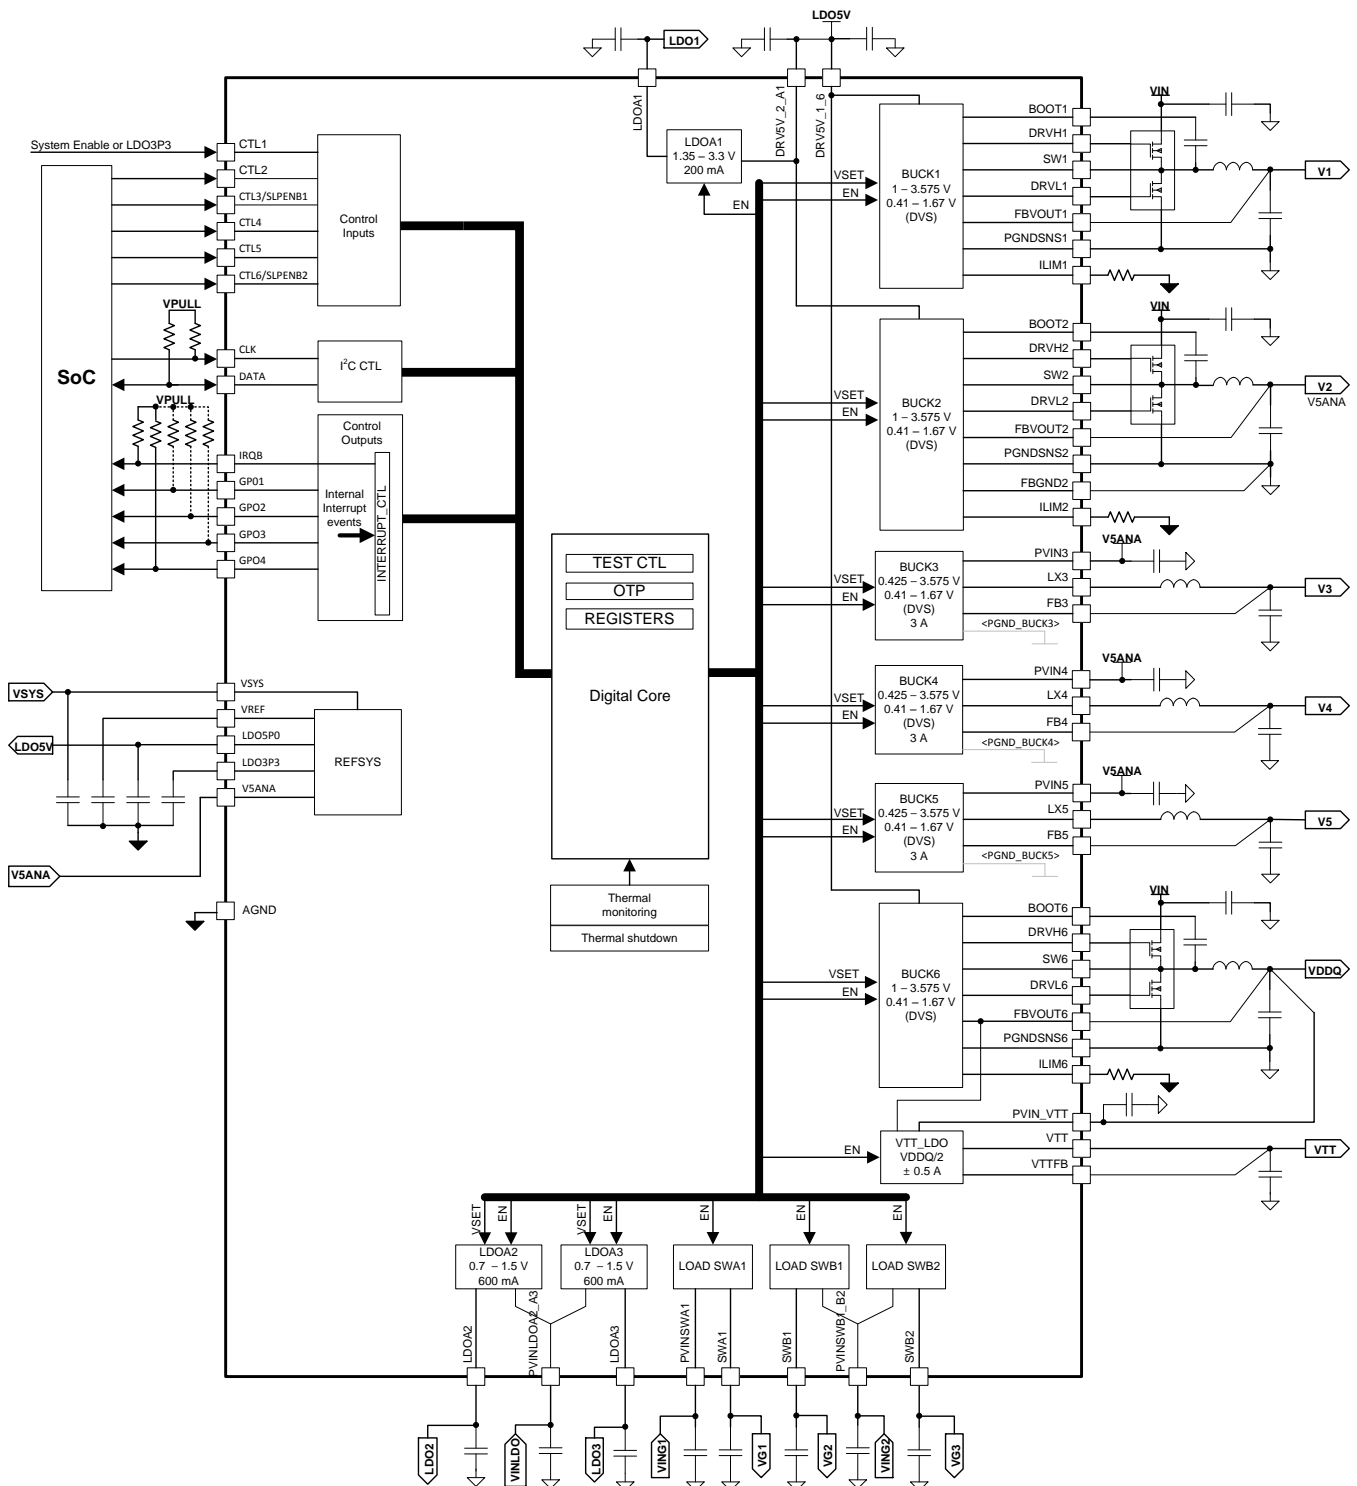 LDO5V
LDO1
LDOA1
DRV5V_2_A1
DRV5V_1_6
System Enable or LDO3P3
SoC
CTL1
CTL2
CTL3/SLPENB1
CTL4
CTL5
CTL6/SLPENB2
Control
Inputs
VPULL
CLK
DATA
I²C CTL
VPULL
IRQB
GP01
GPO2
GPO3
GPO4
Control
Outputs
Internal
Interrupt
events
INTERRUPT_CTL
VSYS
LDO5V
V5ANA
VSYS
VREF
LDO5P0
LDO3P3
V5ANA
REFSYS
AGND
TEST CTL
OTP
REGISTERS
Digital Core
Thermal
monitoring
Thermal shutdown
LDOA1
1.35 – 3.3 V
200 mA
EN
VSET
EN
BUCK1
1 – 3.575 V
0.41 – 1.67 V
(DVS)
BOOT1
DRVH1
SW1
DRVL1
FBVOUT1
PGNDSNS1
ILIM1
VIN
V1
VSET
EN
BUCK2
1 – 3.575 V
0.41 – 1.67 V
(DVS)
BOOT2
DRVH2
SW2
DRVL2
FBVOUT2
PGNDSNS2
FBGND2
ILIM2
VIN
V2
V5ANA
VSET
EN
BUCK3
0.425 – 3.575 V
0.41 – 1.67 V
(DVS)
3 A
PVIN3
LX3
FB3
<PGND_BUCK3>
V5ANA
V3
VSET
EN
BUCK4
0.425 – 3.575 V
0.41 – 1.67 V
(DVS)
3 A
PVIN4
LX4
FB4
<PGND_BUCK4>
V5ANA
V4
VSET
EN
BUCK5
0.425 – 3.575 V
0.41 – 1.67 V
(DVS)
3 A
PVIN5
LX5
FB5
<PGND_BUCK5>
V5ANA
V5
VSET
EN
BUCK6
1 – 3.575 V
0.41 – 1.67 V
(DVS)
BOOT6
DRVH6
SW6
DRVL6
FBVOUT6
PGNDSNS6
ILIM6
VIN
VDDQ
EN
VTT_LDO
VDDQ/2
± 0.5 A
PVIN_VTT
VTT
VTTFB
VTT
VSET
EN
VSET
EN
EN
EN
EN
LDOA2
0.7 – 1.5 V
600 mA
LDOA3
0.7 – 1.5 V
600 mA
LOAD SWA1
LOAD SWB1
LOAD SWB2
LDOA2
PVINLDOA2_A3
LDOA3
PVINSWA1
SWA1
SWB1
PVINSWB1_B2
SWB2
LDO2
VINLDO
LDO3
VING1
VG1
VG2
VING2
VG3